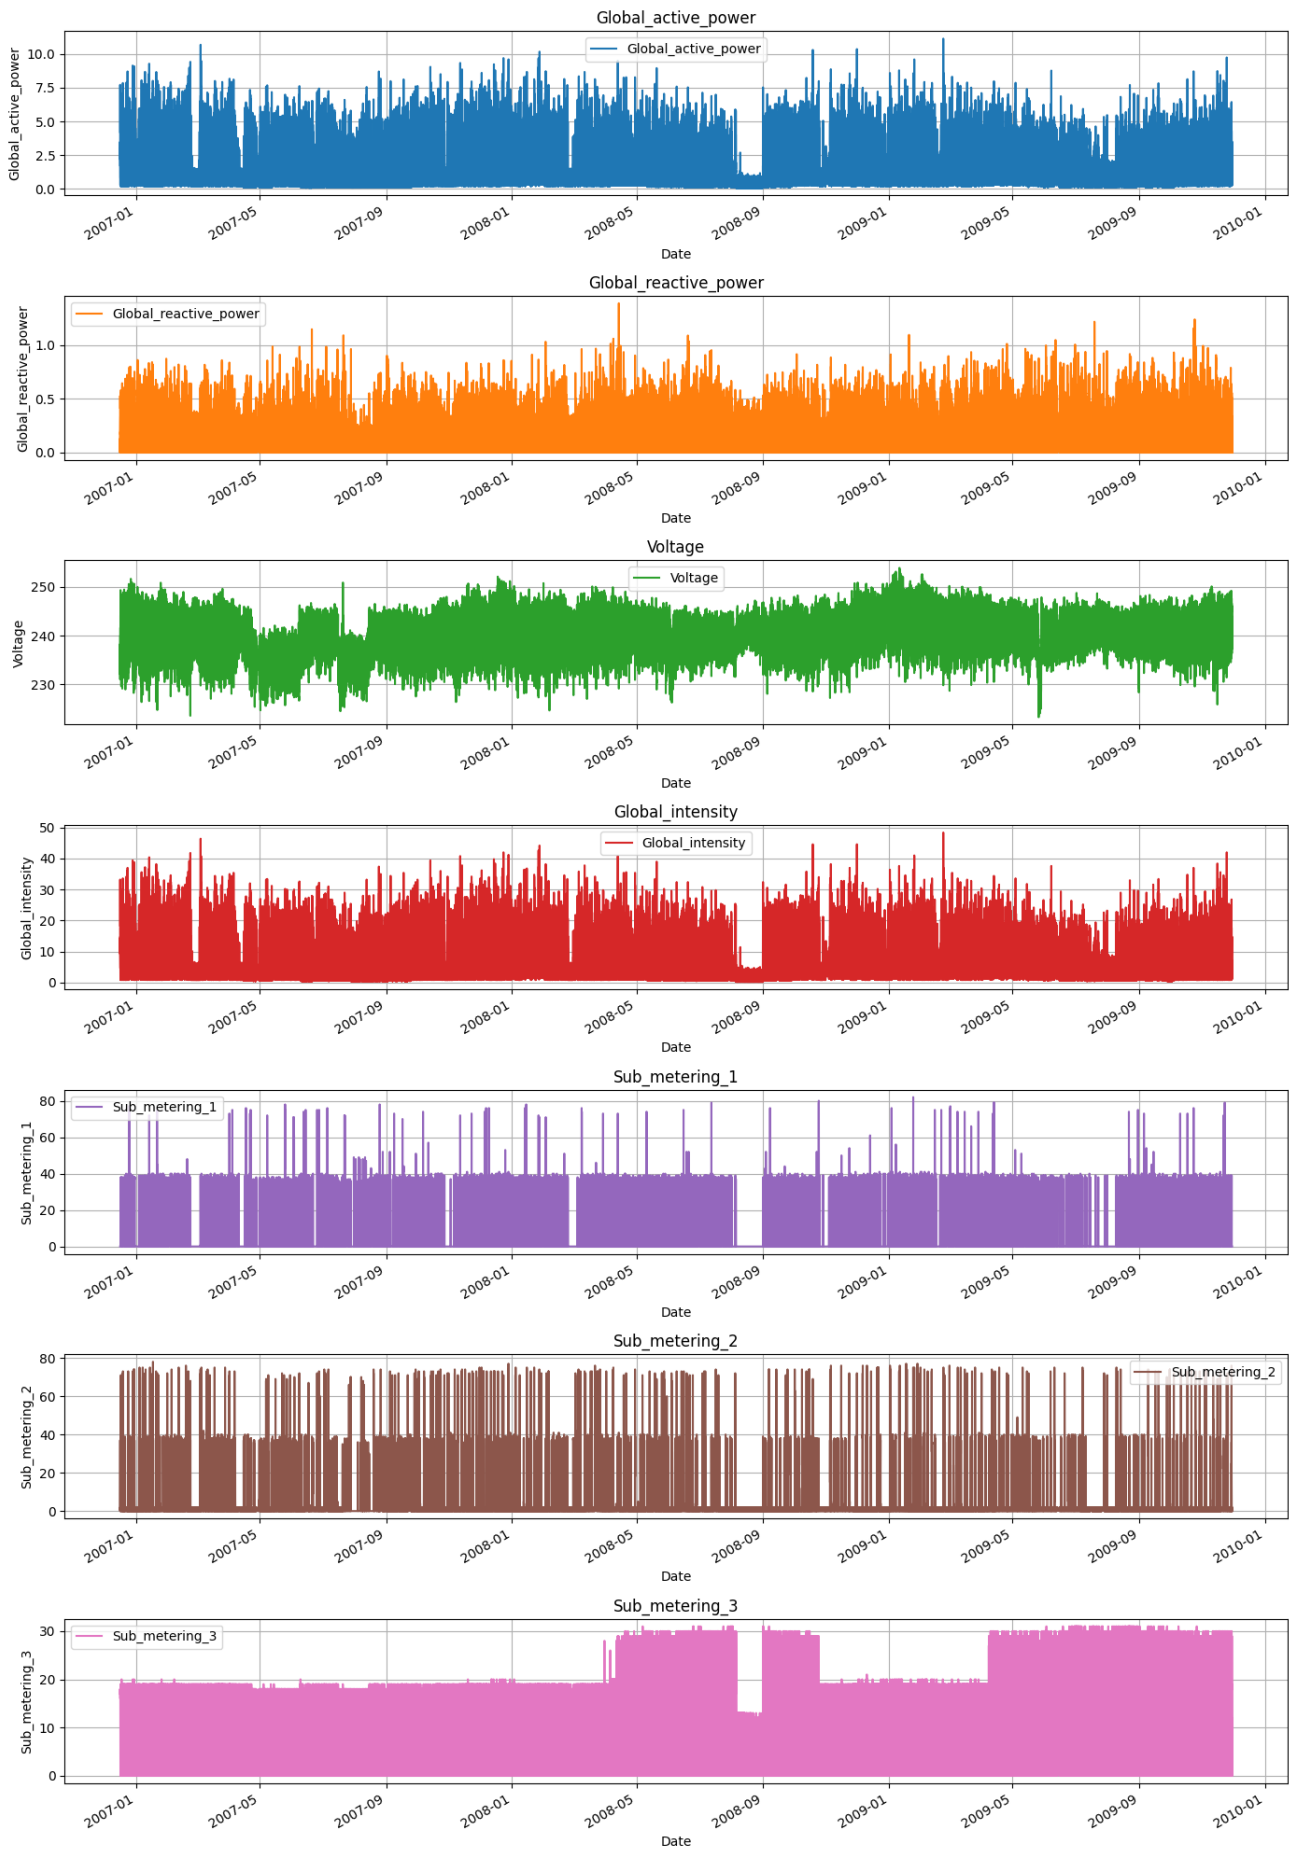 Global_active_power
Global_active_power
Global_active_power
10.0
7.5
5.0
2.5
0.0
2007-01 2007-05 2007-09 2008-01 2008-05 2008-09 2009-01 2009-05 2009-09 2010-01
Date
Global_reactive_power
Global_reactive_power
Global_reactive_power
1.0
0.5
0.0
2007-01 2007-05 2007-09 2008-01 2008-05 2008-09 2009-01 2009-05 2009-09 2010-01
Date
Voltage
Voltage
Voltage
250
240
230
2007-01 2007-05 2007-09 2008-01 2008-05 2008-09 2009-01 2009-05 2009-09 2010-01
Date
Global_intensity
Global_intensity
Global_intensity
50
40
30
20
10
0
2007-01 2007-05 2007-09 2008-01 2008-05 2008-09 2009-01 2009-05 2009-09 2010-01
Date
Sub_metering_1
Sub_metering_1
Sub_metering_1
80
60
40
20
0
2007-01 2007-05 2007-09 2008-01 2008-05 2008-09 2009-01 2009-05 2009-09 2010-01
Date
Sub_metering_2
Sub_metering_2
Sub_metering_2
80
60
40
20
0
2007-01 2007-05 2007-09 2008-01 2008-05 2008-09 2009-01 2009-05 2009-09 2010-01
Date
Sub_metering_3
Sub_metering_3
Sub_metering_3
30
20
10
0
2007-01 2007-05 2007-09 2008-01 2008-05 2008-09 2009-01 2009-05 2009-09 2010-01
Date